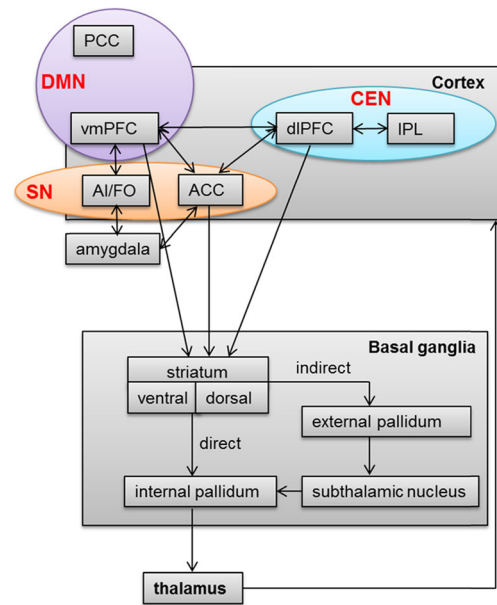 PCC
DMN
Cortex
CEN
vmPFC
dlPFC
IPL
SN
AI/FO
ACC
amygdala
Basal ganglia
striatum
indirect
ventral
dorsal
external pallidum
direct
internal pallidum
subthalamic nucleus
thalamus